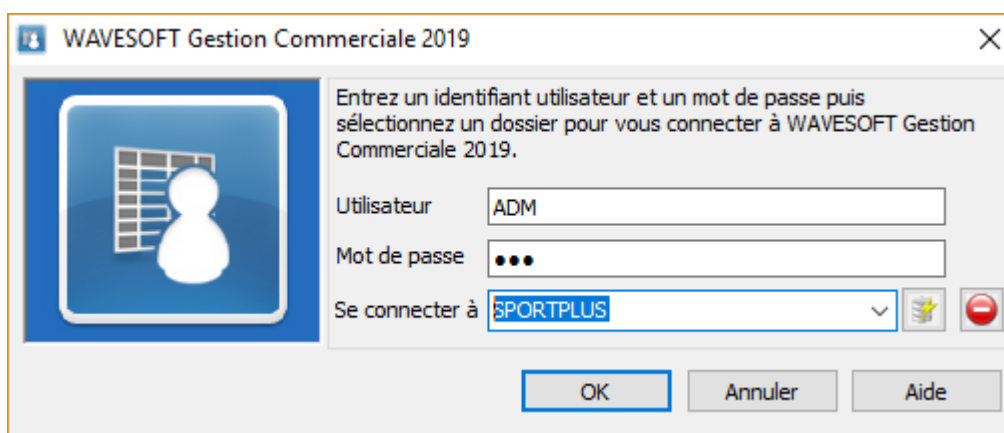 WAVESOFT Gestion Commerciale 2019
Entrez un identifiant utilisateur et un mot de passe puis
sélectionnez un dossier pour vous connecter à WAVESOFT Gestion
Commerciale 2019.
Utilisateur ADM
Mot de passe ●●●
Se connecter à SPORTPLUS
OK Annuler Aide